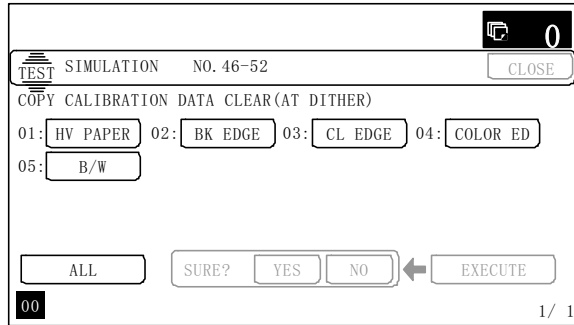 0
TEST SIMULATION NO.46-52 CLOSE
COPY CALIBRATION DATA CLEAR(AT DITHER)
01: HV PAPER 02: BK EDGE 03: CL EDGE 04: COLOR ED
05: B/W
ALL SURE? YES NO EXECUTE
00 1/ 1